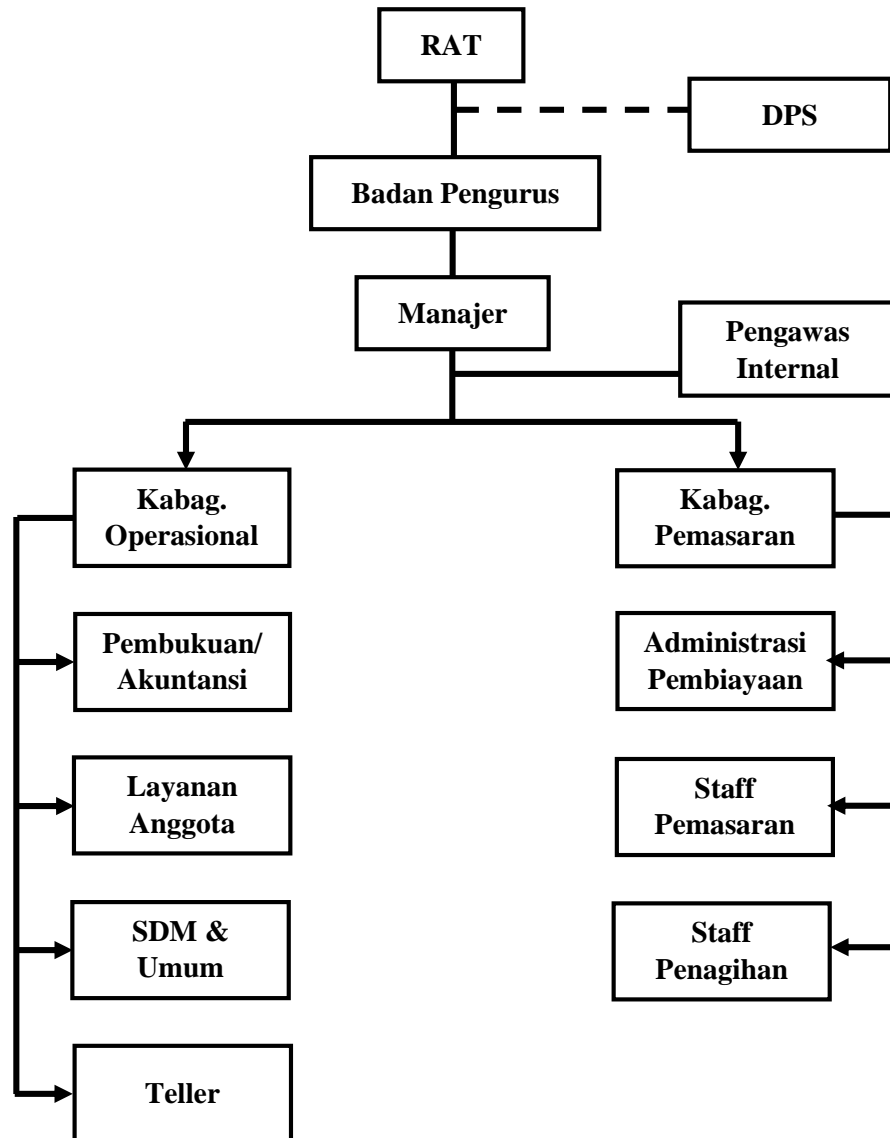 RAT
DPS
Badan Pengurus
Manajer
Pengawas
Internal
Kabag.
Operasional
Kabag.
Pemasaran
Pembukuan/
Akuntansi
Administrasi
Pembiayaan
Layanan
Anggota
Staff
Pemasaran
SDM &
Umum
Staff
Penagihan
Teller